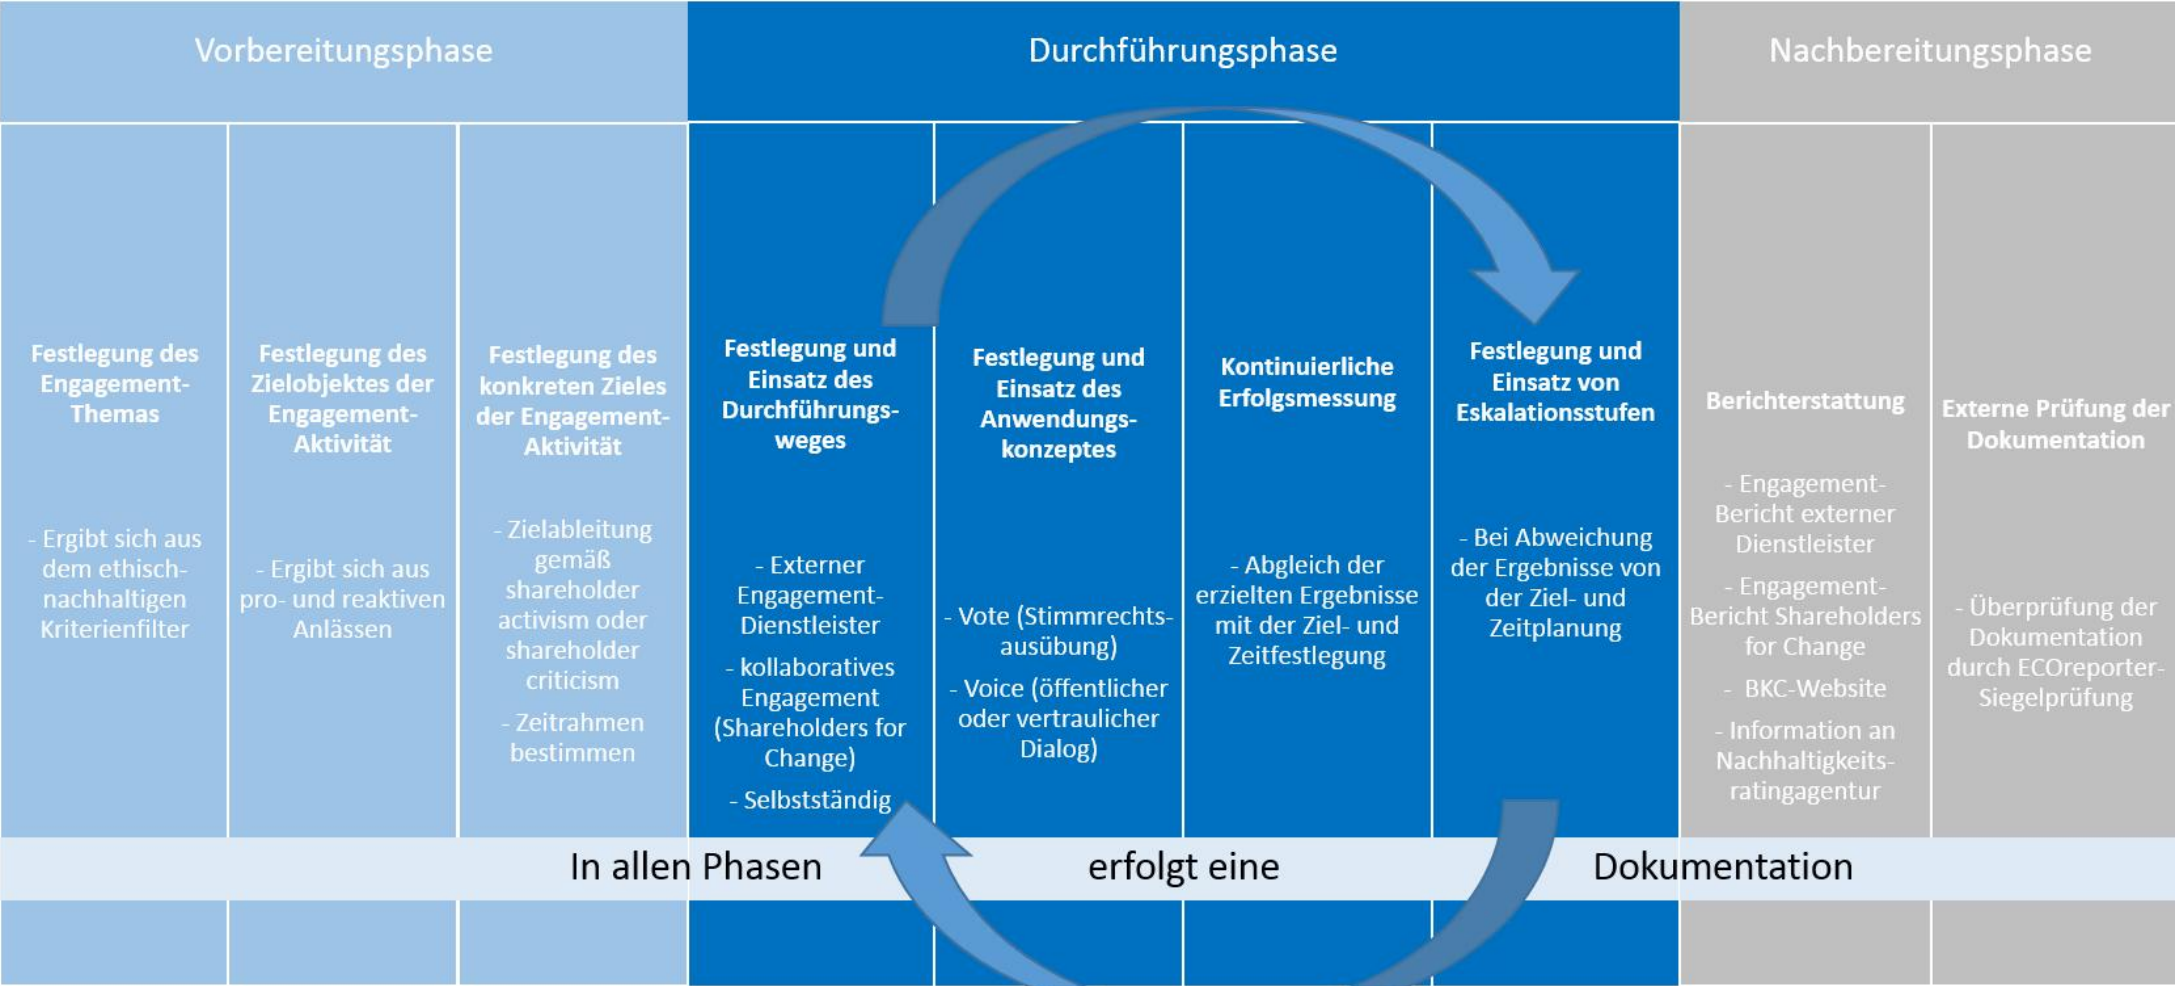 Vorbereitungsphase
Durchführungsphase
Nachbereitungsphase
Festlegung des
Engagement-
Themas
- Ergibt sich aus
dem ethisch-
nachhaltigen
Kriterienfilter
Festlegung des
Zielobjektes der
Engagement-
Aktivität
- Ergibt sich aus
pro- und reaktiven
Anlässen
Festlegung des
konkreten Zieles
der Engagement-
Aktivität
- Zielableitung
gemäß
shareholder
activism oder
shareholder
criticism
- Zeitrahmen
bestimmen
Festlegung und
Einsatz des
Durchführungs-
weges
- Externer
Engagement-
Dienstleister
- kollaboratives
Engagement
(Shareholders for
Change)
- Selbstständig
Festlegung und
Einsatz des
Anwendungs-
konzeptes
- Vote (Stimmrechts-
ausübung)
- Voice (öffentlicher
oder vertraulicher
Dialog)
Kontinuierliche
Erfolgsmessung
- Abgleich der
erzielten Ergebnisse
mit der Ziel- und
Zeitfestlegung
Festlegung und
Einsatz von
Eskalationsstufen
- Bei Abweichung
der Ergebnisse von
der Ziel- und
Zeitplanung
Berichterstattung
- Engagement-
Bericht externer
Dienstleister
- Engagement-
Bericht Shareholders
for Change
- BKC-Website
- Information an
Nachhaltigkeits-
ratingagentur
Externe Prüfung der
Dokumentation
- Überprüfung der
Dokumentation
durch ECOreporter-
Siegelprüfung
In allen Phasen erfolgt eine Dokumentation